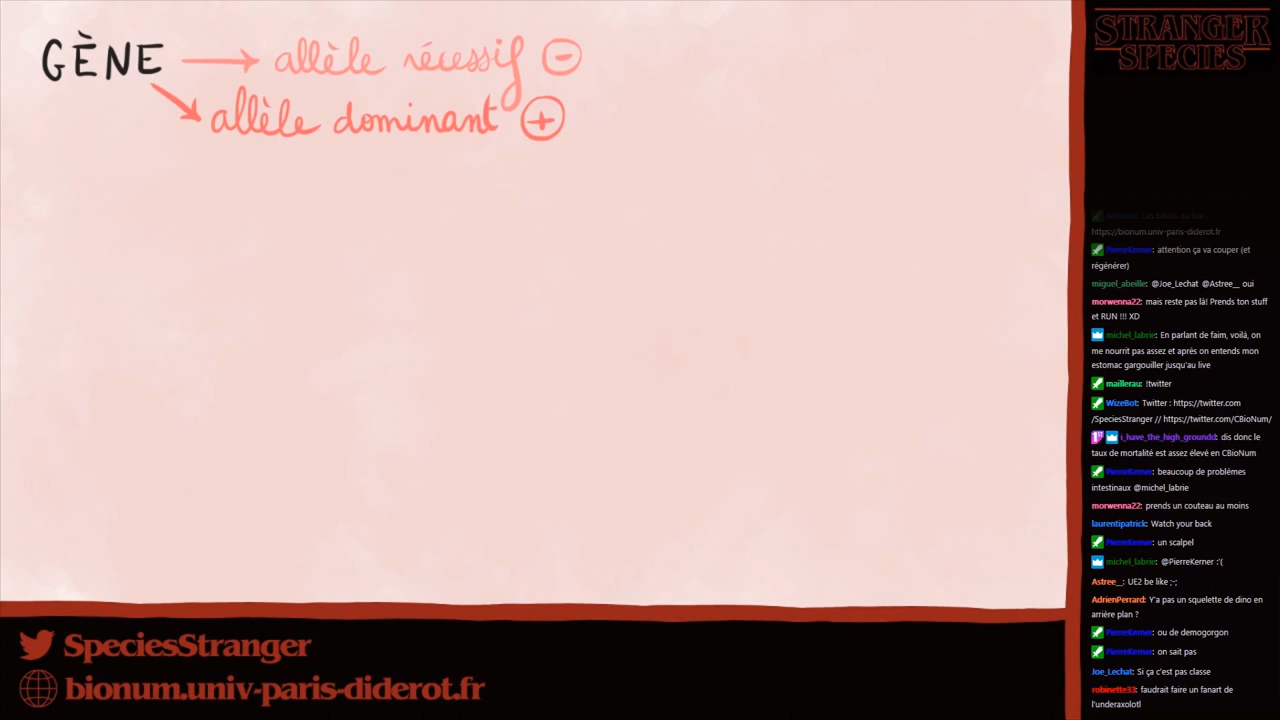 GÈNE → allèle récessif ⊖
allèle dominant ⊕
STRANGER
SPECIES
WizeBot: Les billets du live :
https://bionum.univ-paris-diderot.fr
PierreKerner: attention ça va couper (et
régénérer)
miguel_abeille: @Joe_Lechat @Astree__ oui
morwenna22: mais reste pas là! Prends ton stuff
et RUN !!! XD
michel_labrie: En parlant de faim, voilà, on
me nourrit pas assez et après on entends mon
estomac gargouiller jusqu'au live
maillerau: !twitter
WizeBot: Twitter : https://twitter.com
/SpeciesStranger // https://twitter.com/CBioNum/
i_have_the_high_groundd: dis donc le
taux de mortalité est assez élevé en CBioNum
PierreKerner: beaucoup de problèmes
intestinaux @michel_labrie
morwenna22: prends un couteau au moins
laurentipatrick: Watch your back
PierreKerner: un scalpel
michel_labrie: @PierreKerner :'(
Astree__: UE2 be like ;-;
AdrienPerrard: Y'a pas un squelette de dino en
arrière plan ?
PierreKerner: ou de demogorgon
PierreKerner: on sait pas
Joe_Lechat: Si ça c'est pas classe
robinette33: faudrait faire un fanart de
l'underaxolotl
SpeciesStranger
bionum.univ-paris-diderot.fr